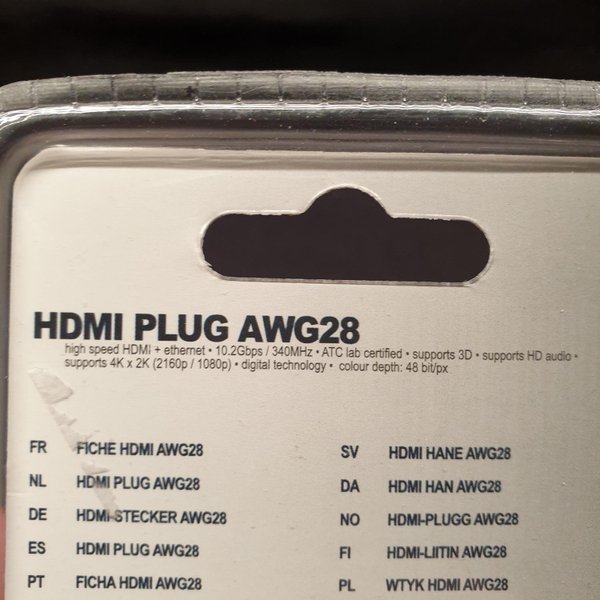 HDMI PLUG AWG28
high speed HDMI + ethernet • 10.2Gbps / 340MHz • ATC lab certified • supports 3D • supports HD audio •
supports 4K x 2K (2160p / 1080p) • digital technology • colour depth: 48 bit/px
FR FICHE HDMI AWG28
NL HDMI PLUG AWG28
DE HDMI-STECKER AWG28
ES HDMI PLUG AWG28
PT FICHA HDMI AWG28
SV HDMI HANE AWG28
DA HDMI HAN AWG28
NO HDMI-PLUGG AWG28
FI HDMI-LIITIN AWG28
PL WTYK HDMI AWG28